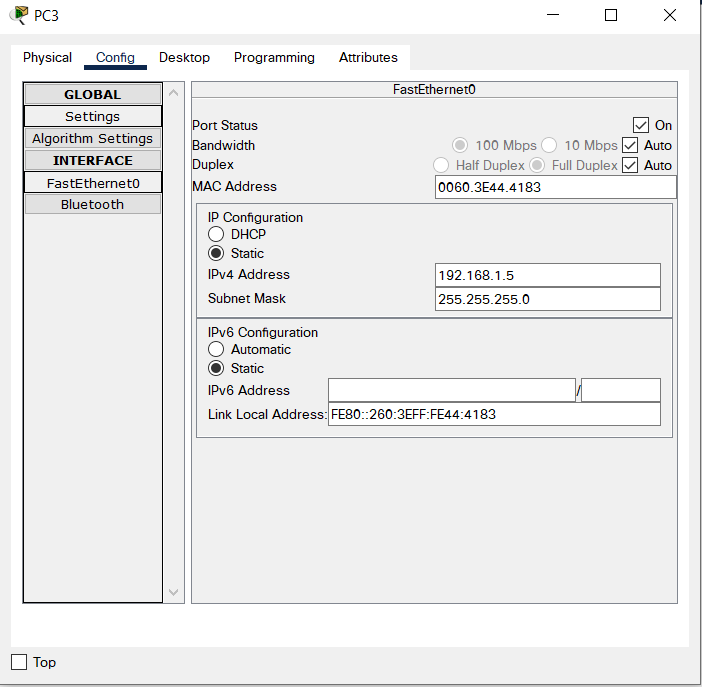 PC3
Physical Config Desktop Programming Attributes
GLOBAL
Settings
Algorithm Settings
INTERFACE
FastEthernet0
Bluetooth
FastEthernet0
Port Status On
Bandwidth 100 Mbps 10 Mbps Auto
Duplex Half Duplex Full Duplex Auto
MAC Address 0060.3E44.4183
IP Configuration
DHCP
Static
IPv4 Address 192.168.1.5
Subnet Mask 255.255.255.0
IPv6 Configuration
Automatic
Static
IPv6 Address /
Link Local Address: FE80::260:3EFF:FE44:4183
Top